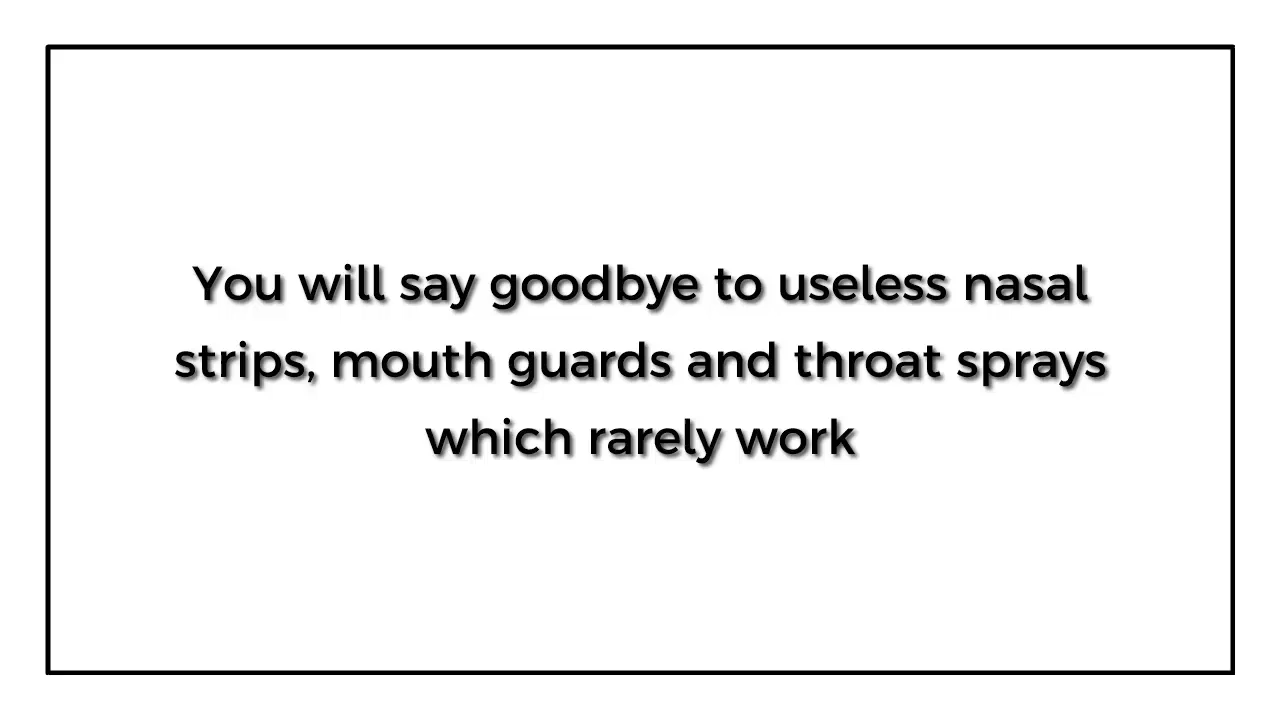 You will say goodbye to useless nasal
strips, mouth guards and throat sprays
which rarely work